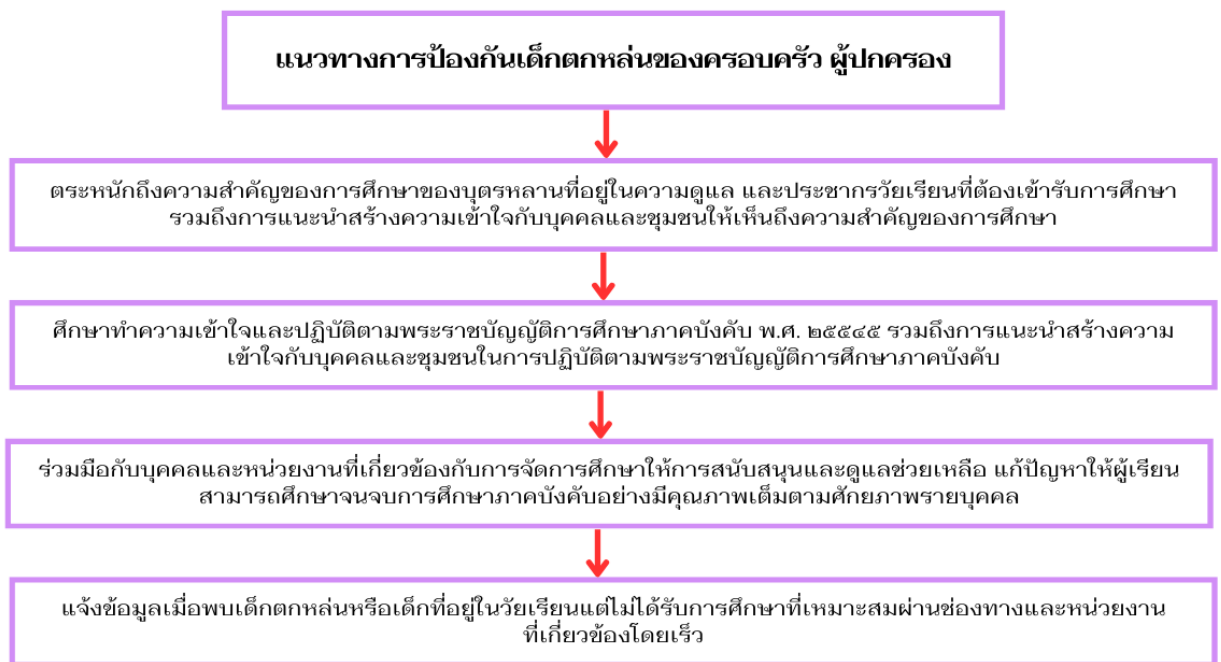 แนวทางการป้องกันเด็กตกหล่นของครอบครัว ผู้ปกครอง
ตระหนักถึงความสำคัญของการศึกษาของบุตรหลานที่อยู่ในความดูแล และประชากรวัยเรียนที่ต้องเข้ารับการศึกษา
รวมถึงการแนะนำสร้างความเข้าใจกับบุคคลและชุมชนให้เห็นถึงความสำคัญของการศึกษา
ศึกษาทำความเข้าใจและปฏิบัติตามพระราชบัญญัติการศึกษาภาคบังคับ พ.ศ. ๒๕๕๔๕ รวมถึงการแนะนำสร้างความ
เข้าใจกับบุคคลและชุมชนในการปฏิบัติตามพระราชบัญญัติการศึกษาภาคบังคับ
ร่วมมือกับบุคคลและหน่วยงานที่เกี่ยวข้องกับการจัดการศึกษาให้การสนับสนุนและดูแลช่วยเหลือ แก้ปัญหาให้ผู้เรียน
สามารถศึกษาจนจบการศึกษาภาคบังคับอย่างมีคุณภาพเต็มตามศักยภาพรายบุคคล
แจ้งข้อมูลเมื่อพบเด็กตกหล่นหรือเด็กที่อยู่ในวัยเรียนแต่ไม่ได้รับการศึกษาที่เหมาะสมผ่านช่องทางและหน่วยงาน
ที่เกี่ยวข้องโดยเร็ว